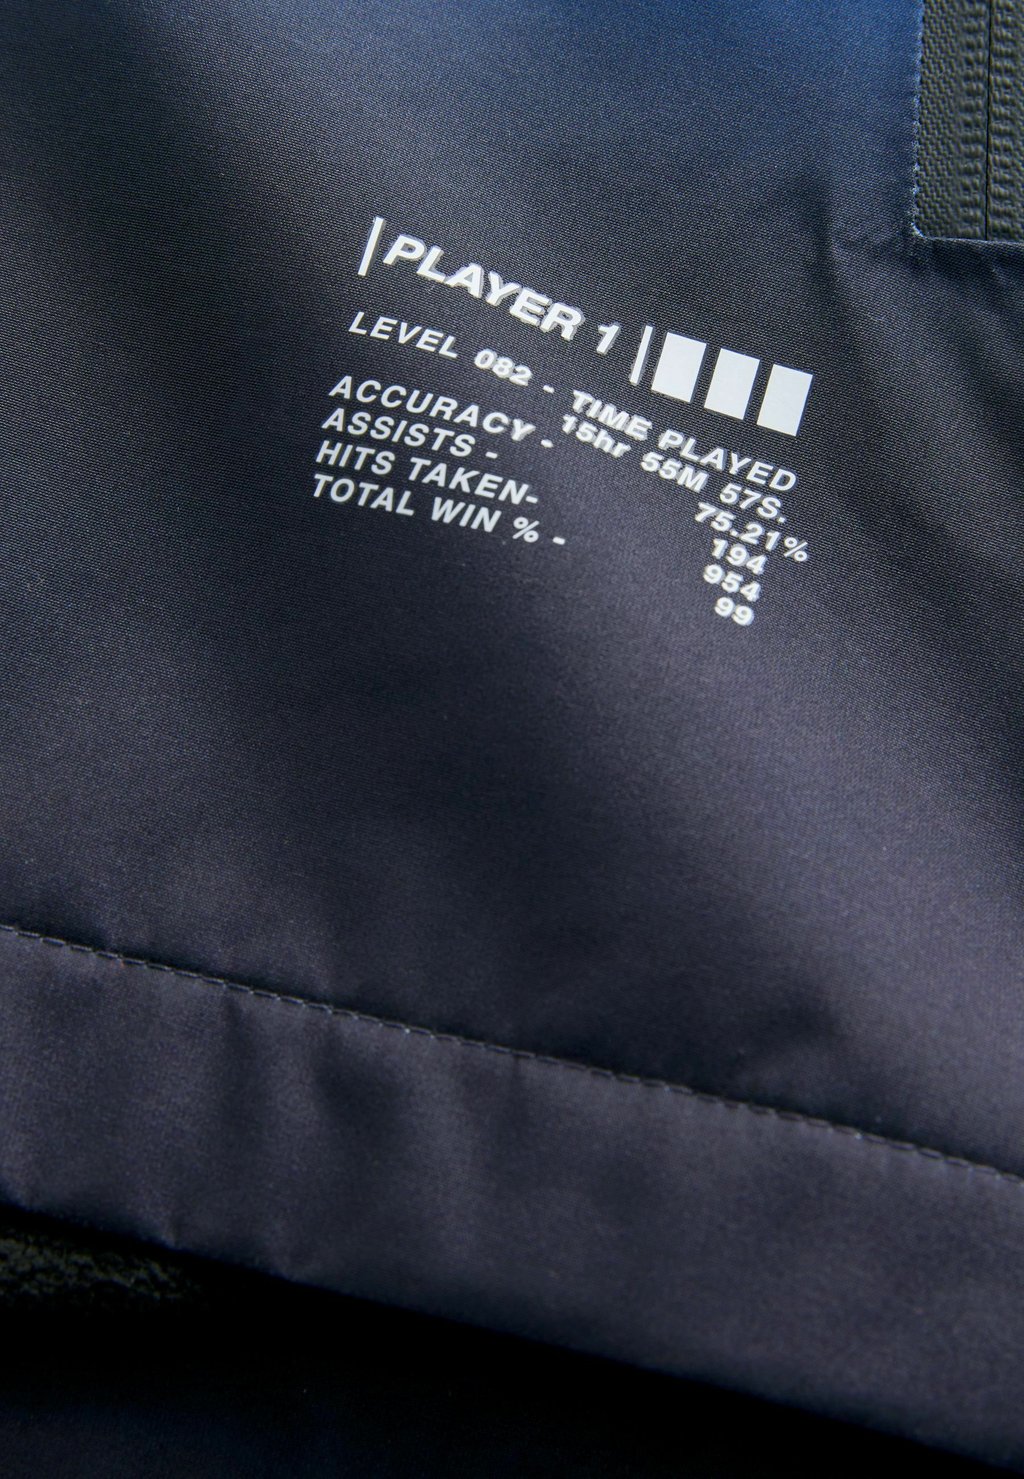 |PLAYER 1|
LEVEL 082 - TIME PLAYED
15hr 55M 57S.
ACCURACY - 75.21%
ASSISTS - 194
HITS TAKEN- 954
TOTAL WIN % - 99